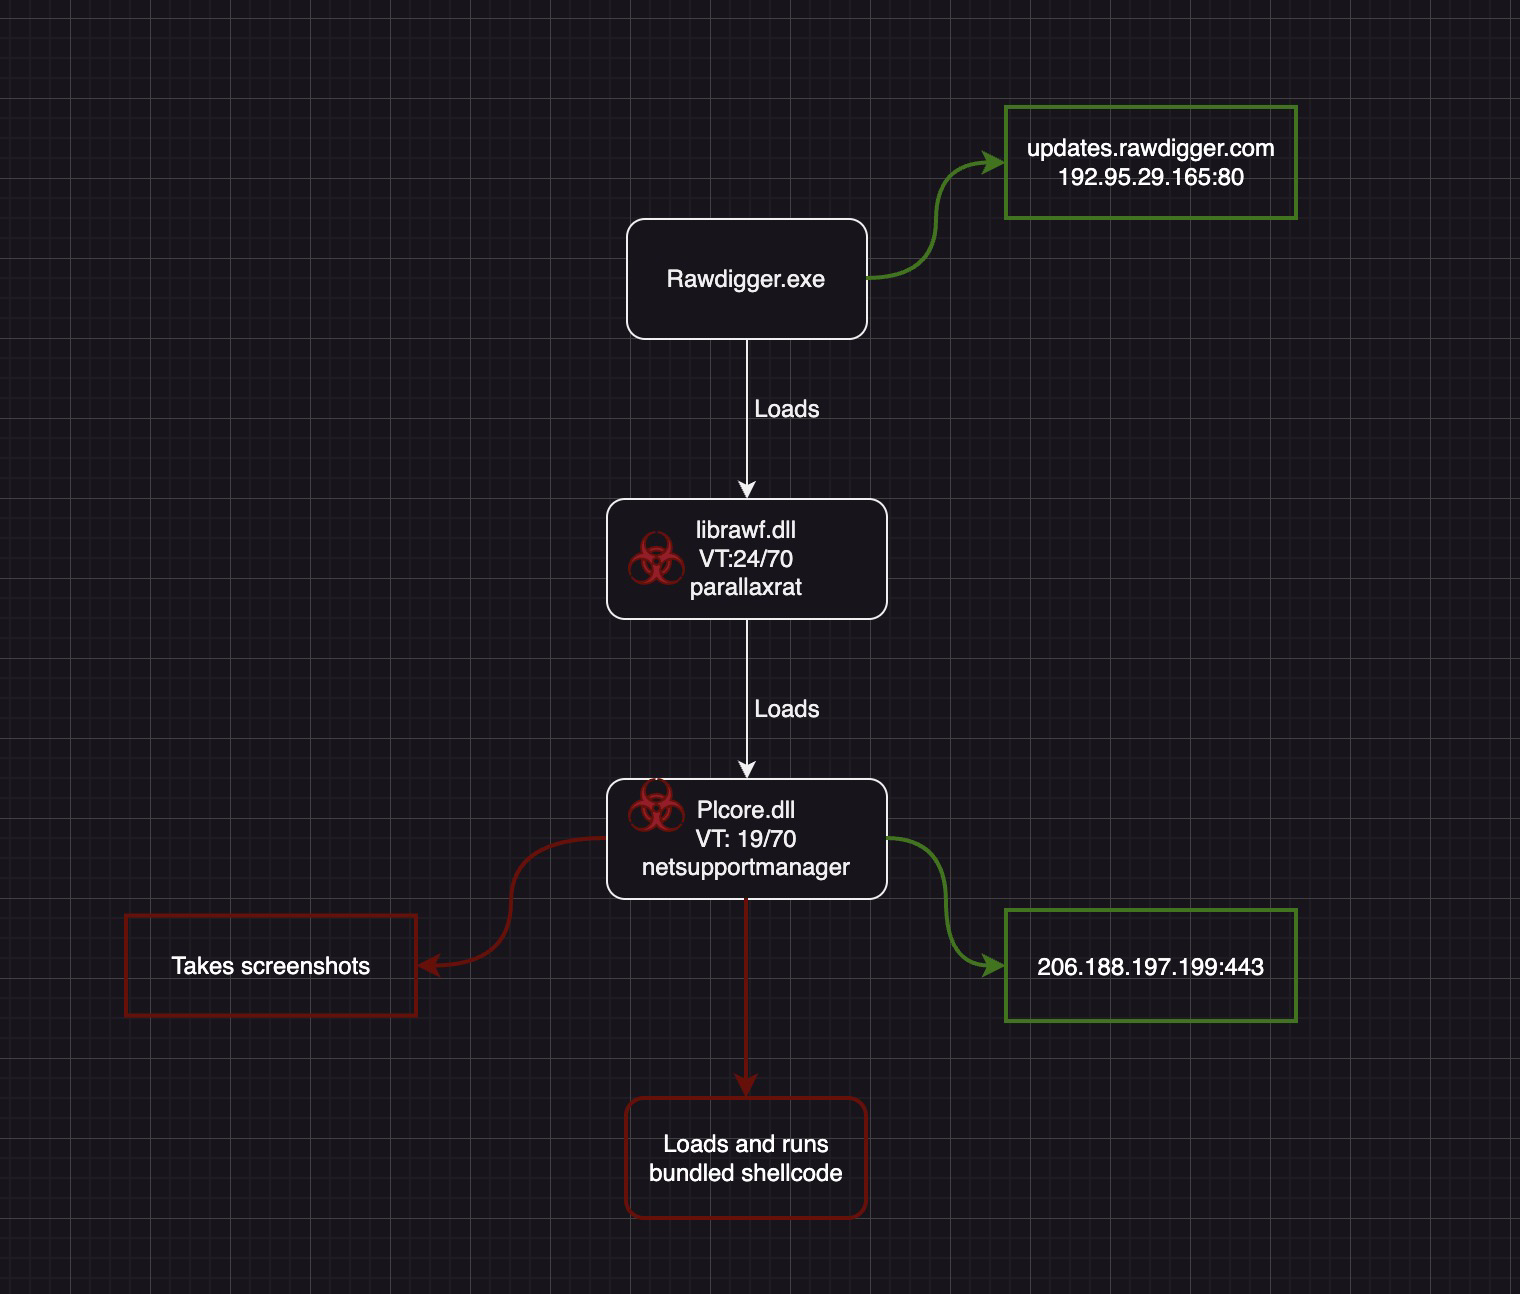 updates.rawdigger.com
192.95.29.165:80
Rawdigger.exe
Loads
librawf.dll
VT:24/70
parallaxrat
Loads
Plcore.dll
VT: 19/70
netsupportmanager
Takes screenshots
206.188.197.199:443
Loads and runs
bundled shellcode